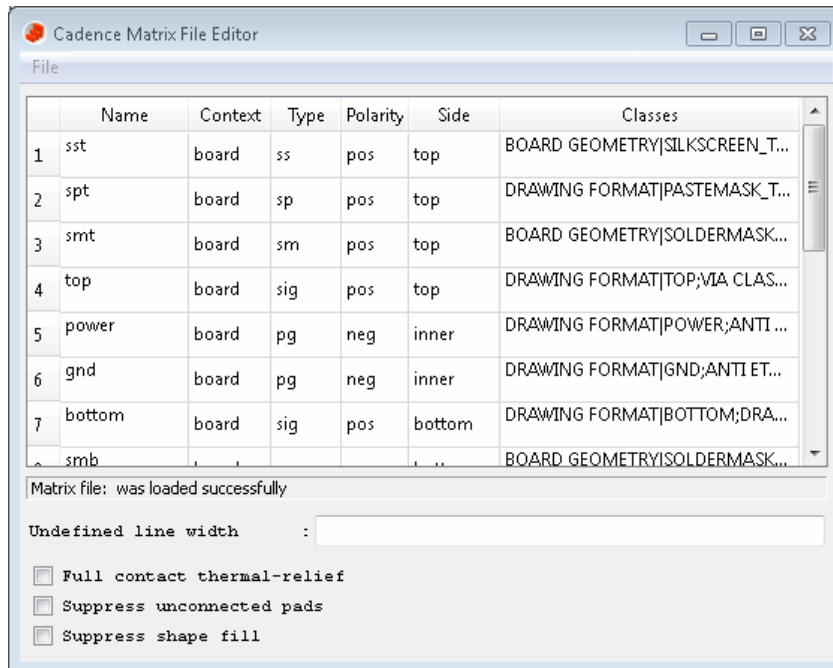 Cadence Matrix File Editor
File
Name Context Type Polarity Side Classes
1 sst board ss pos top BOARD GEOMETRY|SILKSCREEN_T...
2 spt board sp pos top DRAWING FORMAT|PASTEMASK_T...
3 smt board sm pos top BOARD GEOMETRY|SOLDERMASK...
4 top board sig pos top DRAWING FORMAT|TOP;VIA CLAS...
5 power board pg neg inner DRAWING FORMAT|POWER;ANTI ...
6 gnd board pg neg inner DRAWING FORMAT|GND;ANTI ET...
7 bottom board sig pos bottom DRAWING FORMAT|BOTTOM;DRA...
smb BOARD GEOMETRY|SOLDERMASK...
Matrix file: was loaded successfully
Undefined line width :
Full contact thermal-relief
Suppress unconnected pads
Suppress shape fill